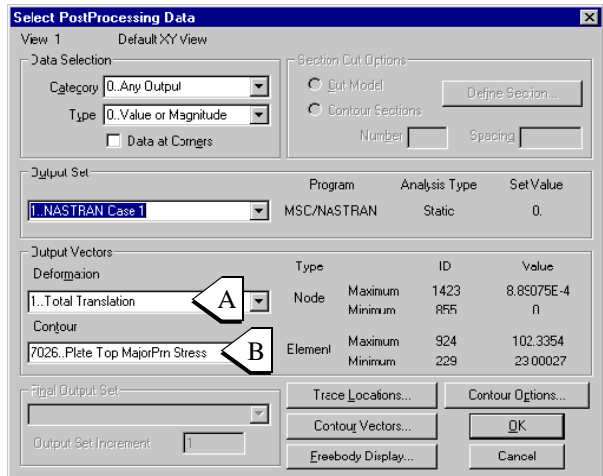 Select PostProcessing Data
View 1 Default XY View
Data Selection
Category 0..Any Output
Type 0..Value or Magnitude
Data at Corners
Section Cut Options
Cut Model
Contour Sections
Define Section...
Number Spacing
Output Set
1..NASTRAN Case 1
Program Analysis Type Set Value
MSC/NASTRAN Static 0.
Output Vectors
Deformation
1..Total Translation
A
Contour
7026..Plate Top MajorPrn Stress
B
Type ID Value
Node Maximum 1423 8.89075E-4
Minimum 855 0.
Element Maximum 924 102.3354
Minimum 229 23.00027
Final Output Set
Output Set Increment 1
Trace Locations...
Contour Options...
Contour Vectors...
OK
Freebody Display...
Cancel